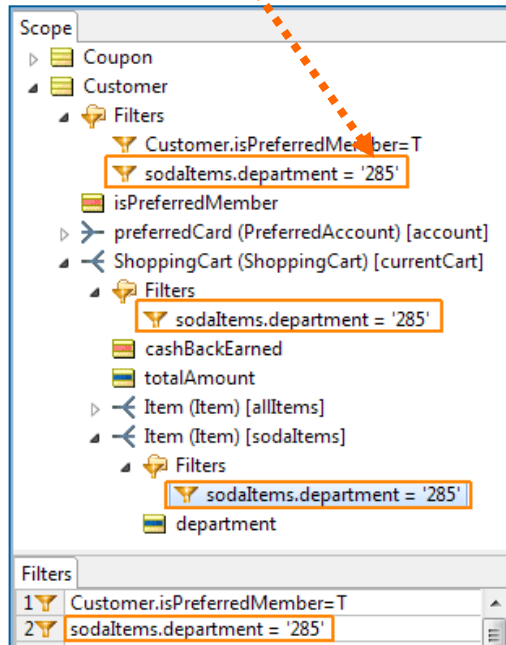 Scope
Coupon
Customer
Filters
Customer.isPreferredMember=T
sodaItems.department = '285'
isPreferredMember
preferredCard (PreferredAccount) [account]
ShoppingCart (ShoppingCart) [currentCart]
Filters
sodaItems.department = '285'
cashBackEarned
totalAmount
Item (Item) [allItems]
Item (Item) [sodaItems]
Filters
sodaItems.department = '285'
department
Filters
1 Customer.isPreferredMember=T
2 sodaItems.department = '285'